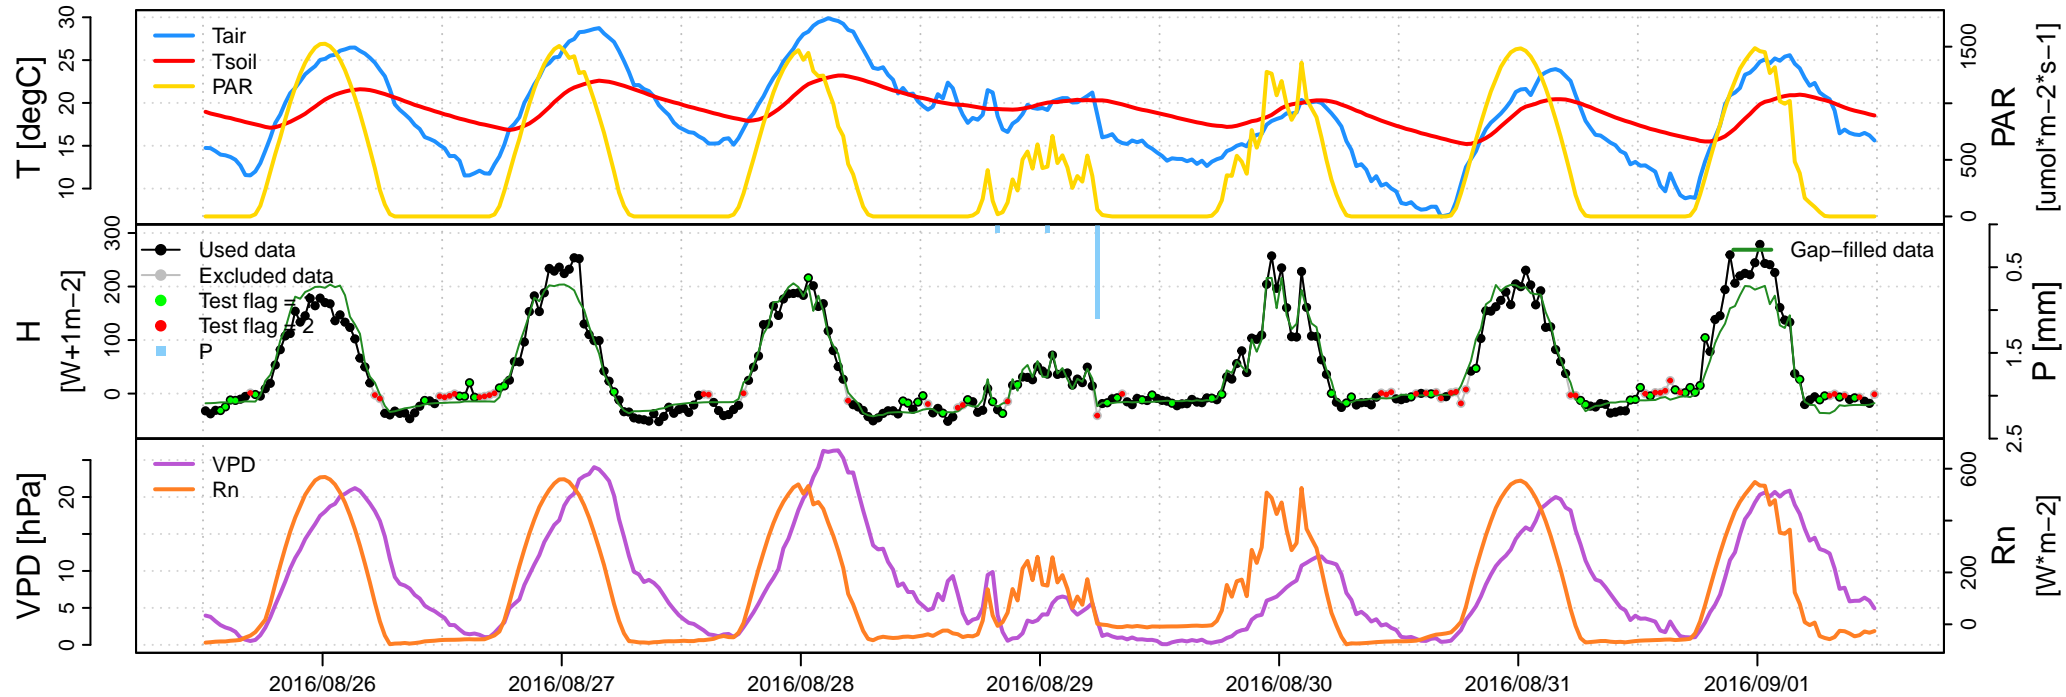 T [degC]
10 15 20 25 30
Tair
Tsoil
PAR
0 500 1500
PAR
[umol*m−2*s−1]
H
[W+1m−2]
0 100 200 300
Used data
Excluded data
Test flag =
Test flag = 2
P
Gap−filled data
0.5 1.5 2.5
P [mm]
VPD [hPa]
0 5 10 20
VPD
Rn
0 200 600
Rn
[W*m−2]
2016/08/26 2016/08/27 2016/08/28 2016/08/29 2016/08/30 2016/08/31 2016/09/01